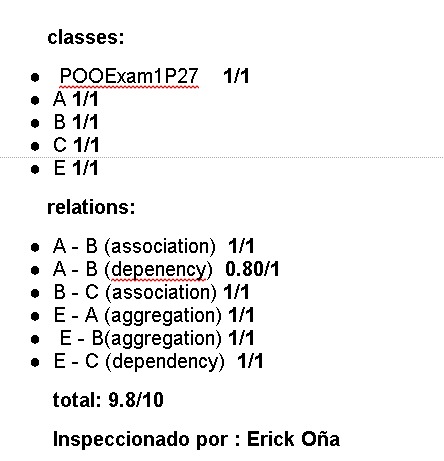 classes:
● POOExam1P27 1/1
● A 1/1
● B 1/1
● C 1/1
● E 1/1
relations:
● A - B (association) 1/1
● A - B (depenency) 0.80/1
● B - C (association) 1/1
● E - A (aggregation) 1/1
● E - B(aggregation) 1/1
● E - C (dependency) 1/1
total: 9.8/10
Inspeccionado por : Erick Oña